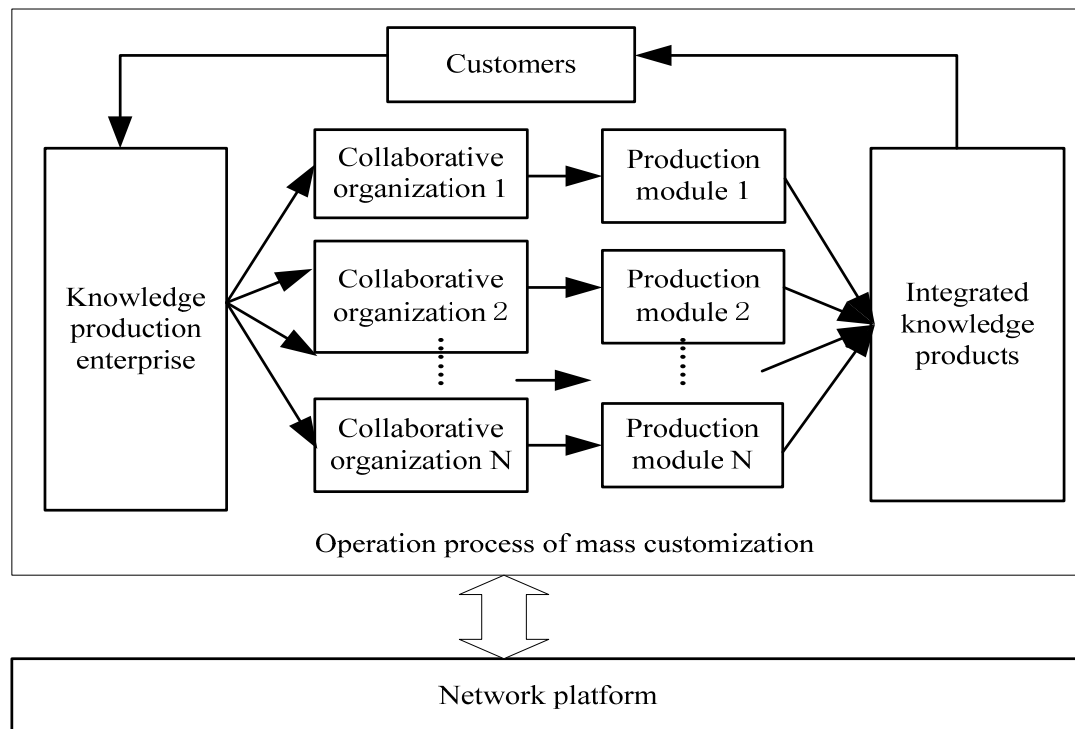 Customers
Knowledge
production
enterprise
Collaborative
organization 1
Production
module 1
Collaborative
organization 2
Production
module 2
Collaborative
organization N
Production
module N
Integrated
knowledge
products
Operation process of mass customization
Network platform